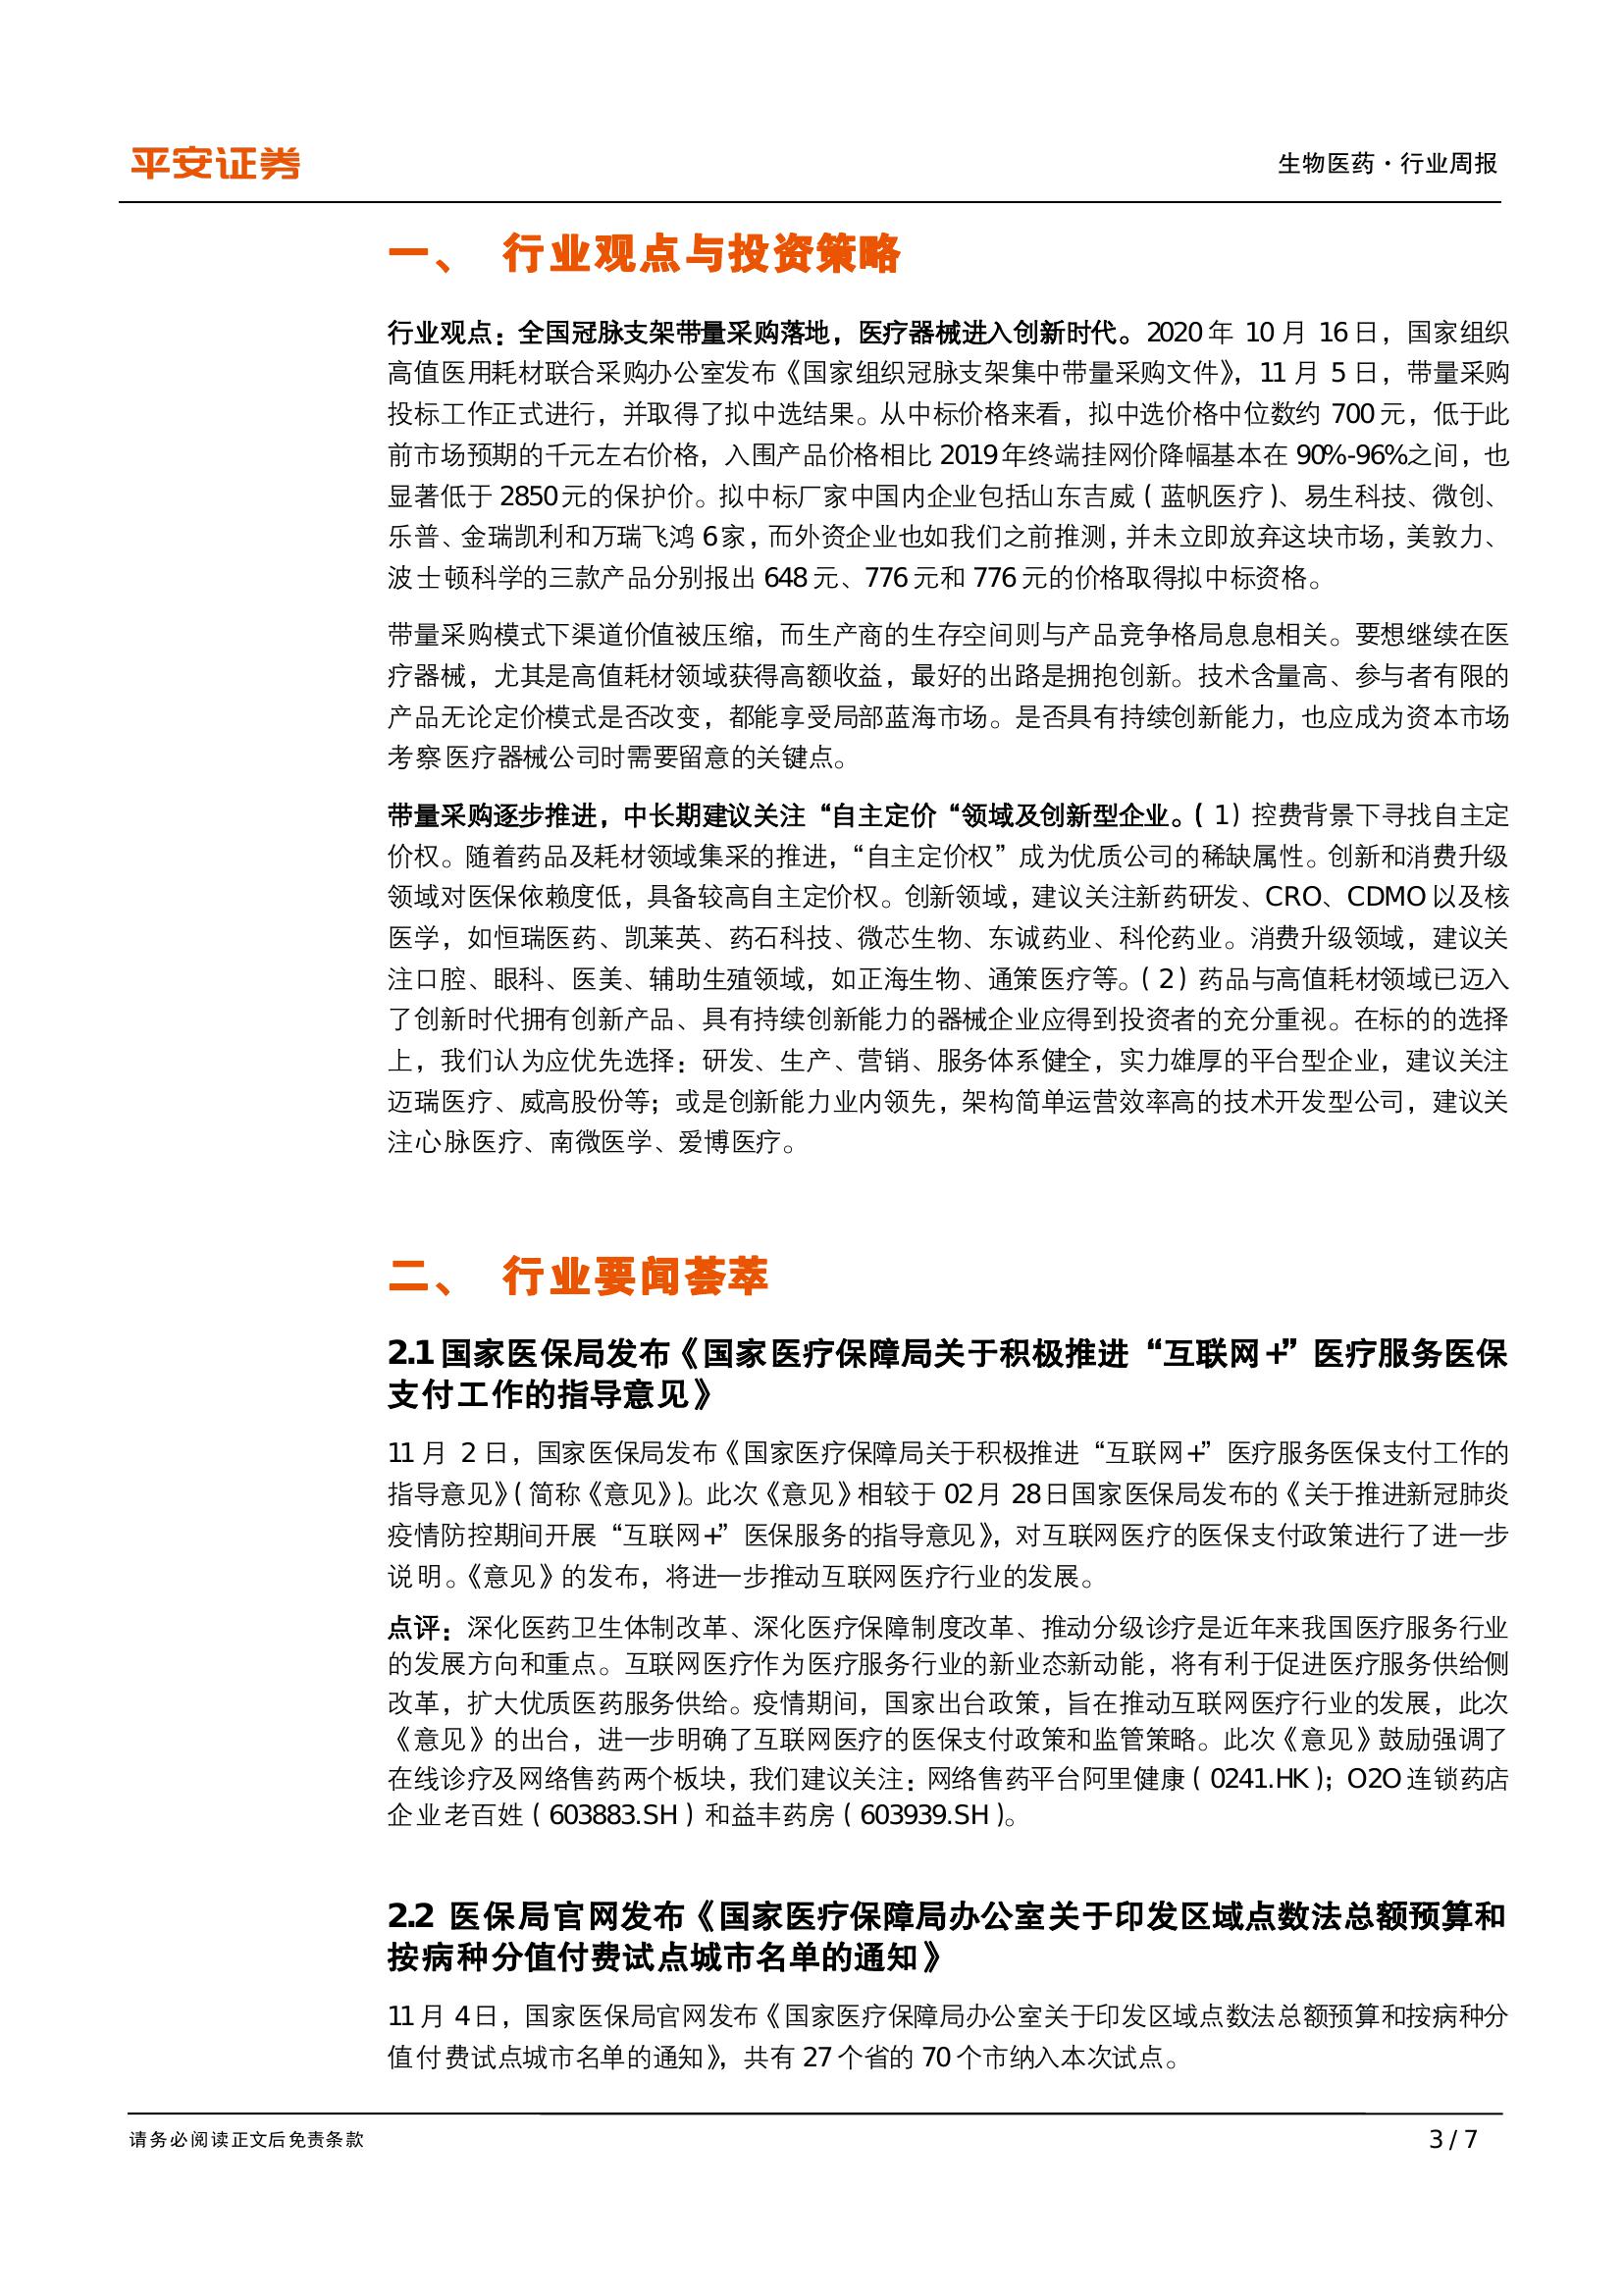 平安证券
生物医药·行业周报
一、 行业观点与投资策略
行业观点：全国冠脉支架带量采购落地，医疗器械进入创新时代。2020 年 10 月 16 日，国家组织
高值医用耗材联合采购办公室发布《国家组织冠脉支架集中带量采购文件》，11 月 5 日，带量采购
投标工作正式进行，并取得了拟中选结果。从中标价格来看，拟中选价格中位数约 700 元，低于此
前市场预期的千元左右价格，入围产品价格相比 2019 年终端挂网价降幅基本在 90%-96%之间，也
显著低于 2850 元的保护价。拟中标厂家中国内企业包括山东吉威（蓝帆医疗）、易生科技、微创、
乐普、金瑞凯利和万瑞飞鸿 6 家，而外资企业也如我们之前推测，并未立即放弃这块市场，美敦力、
波士顿科学的三款产品分别报出 648 元、776 元和 776 元的价格取得拟中标资格。
带量采购模式下渠道价值被压缩，而生产商的生存空间则与产品竞争格局息息相关。要想继续在医
疗器械，尤其是高值耗材领域获得高额收益，最好的出路是拥抱创新。技术含量高、参与者有限的
产品无论定价模式是否改变，都能享受局部蓝海市场。是否具有持续创新能力，也应成为资本市场
考察医疗器械公司时需要留意的关键点。
带量采购逐步推进，中长期建议关注“自主定价“领域及创新型企业。（1）控费背景下寻找自主定
价权。随着药品及耗材领域集采的推进，“自主定价权”成为优质公司的稀缺属性。创新和消费升级
领域对医保依赖度低，具备较高自主定价权。创新领域，建议关注新药研发、CRO、CDMO 以及核
医学，如恒瑞医药、凯莱英、药石科技、微芯生物、东诚药业、科伦药业。消费升级领域，建议关
注口腔、眼科、医美、辅助生殖领域，如正海生物、通策医疗等。（2）药品与高值耗材领域已迈入
了创新时代拥有创新产品、具有持续创新能力的器械企业应得到投资者的充分重视。在标的的选择
上，我们认为应优先选择：研发、生产、营销、服务体系健全，实力雄厚的平台型企业，建议关注
迈瑞医疗、威高股份等；或是创新能力业内领先，架构简单运营效率高的技术开发型公司，建议关
注心脉医疗、南微医学、爱博医疗。
二、 行业要闻荟萃
2.1 国家医保局发布《国家医疗保障局关于积极推进“互联网+”医疗服务医保
支付工作的指导意见》
11 月 2 日，国家医保局发布《国家医疗保障局关于积极推进“互联网+”医疗服务医保支付工作的
指导意见》（简称《意见》）。此次《意见》相较于 02 月 28 日国家医保局发布的《关于推进新冠肺炎
疫情防控期间开展“互联网+”医保服务的指导意见》，对互联网医疗的医保支付政策进行了进一步
说明。《意见》的发布，将进一步推动互联网医疗行业的发展。
点评：深化医药卫生体制改革、深化医疗保障制度改革、推动分级诊疗是近年来我国医疗服务行业
的发展方向和重点。互联网医疗作为医疗服务行业的新业态新动能，将有利于促进医疗服务供给侧
改革，扩大优质医药服务供给。疫情期间，国家出台政策，旨在推动互联网医疗行业的发展，此次
《意见》的出台，进一步明确了互联网医疗的医保支付政策和监管策略。此次《意见》鼓励强调了
在线诊疗及网络售药两个板块，我们建议关注：网络售药平台阿里健康（0241.HK）；O2O 连锁药店
企业老百姓（603883.SH）和益丰药房（603939.SH）。
2.2 医保局官网发布《国家医疗保障局办公室关于印发区域点数法总额预算和
按病种分值付费试点城市名单的通知》
11 月 4 日，国家医保局官网发布《国家医疗保障局办公室关于印发区域点数法总额预算和按病种分
值付费试点城市名单的通知》，共有 27 个省的 70 个市纳入本次试点。
请务必阅读正文后免责条款
3 / 7